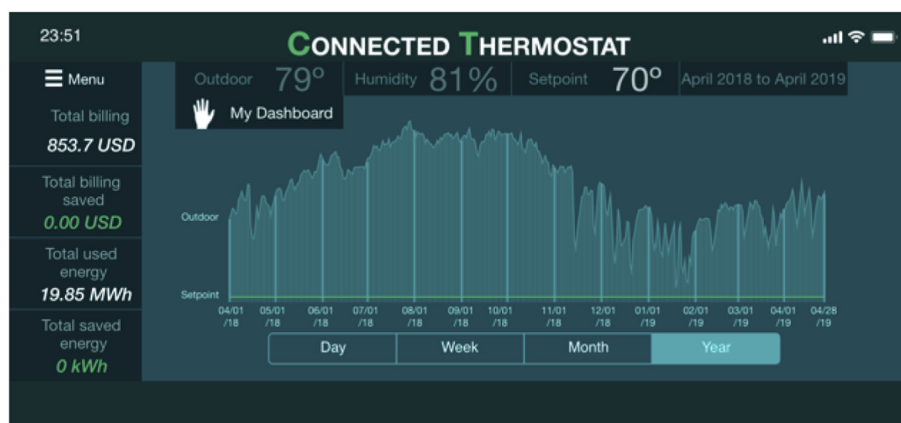 23:51
CONNECTED THERMOSTAT
Menu
Outdoor 79° Humidity 81% Setpoint 70° April 2018 to April 2019
My Dashboard
Total billing
853.7 USD
Total billing
saved
0.00 USD
Total used
energy
19.85 MWh
Total saved
energy
0 kWh
Outdoor
Setpoint
04/01 05/01 06/01 07/01 08/01 09/01 10/01 11/01 12/01 01/01 02/01 03/01 04/01 04/28
/18 /18 /18 /18 /18 /18 /18 /18 /18 /19 /19 /19 /19 /19
Day Week Month Year